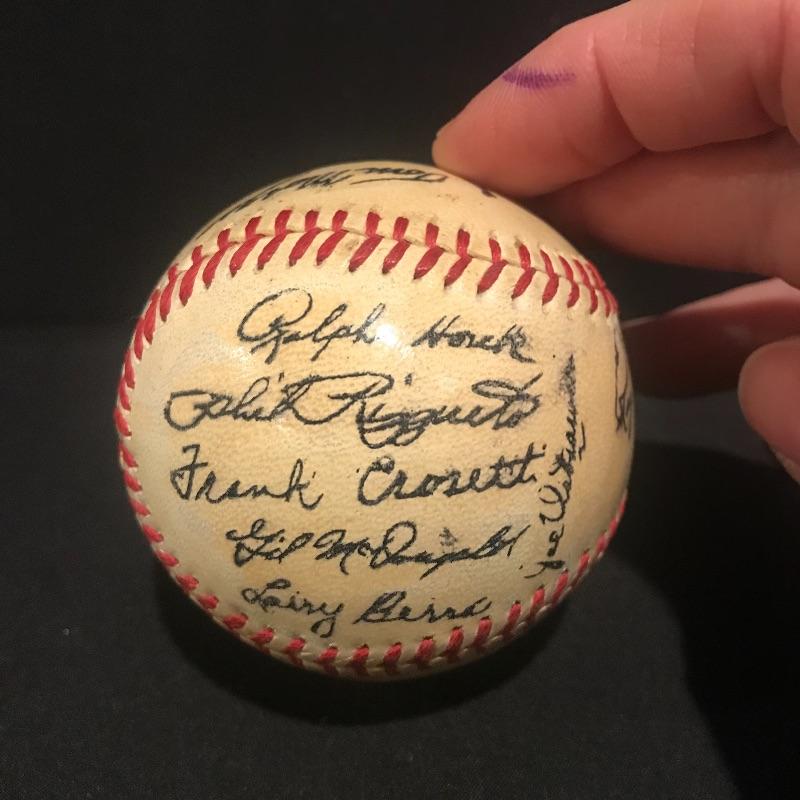 Ralph Houk
Phil Rizzuto
Frank Crosetti
Gil McDougald
Larry Berra